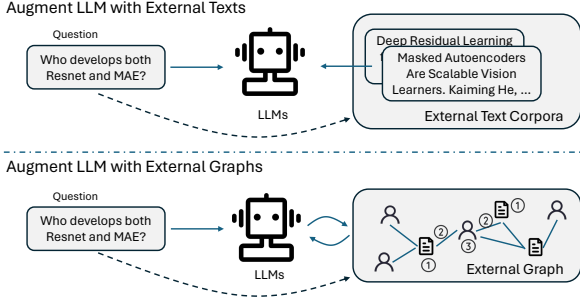 Augment LLM with External Texts
Question
Who develops both
Resnet and MAE?
LLMs
Deep Residual Learning
Masked Autoencoders
Are Scalable Vision
Learners. Kaiming He, ...
External Text Corpora
Augment LLM with External Graphs
Question
Who develops both
Resnet and MAE?
LLMs
①
②
②
③
①
External Graph